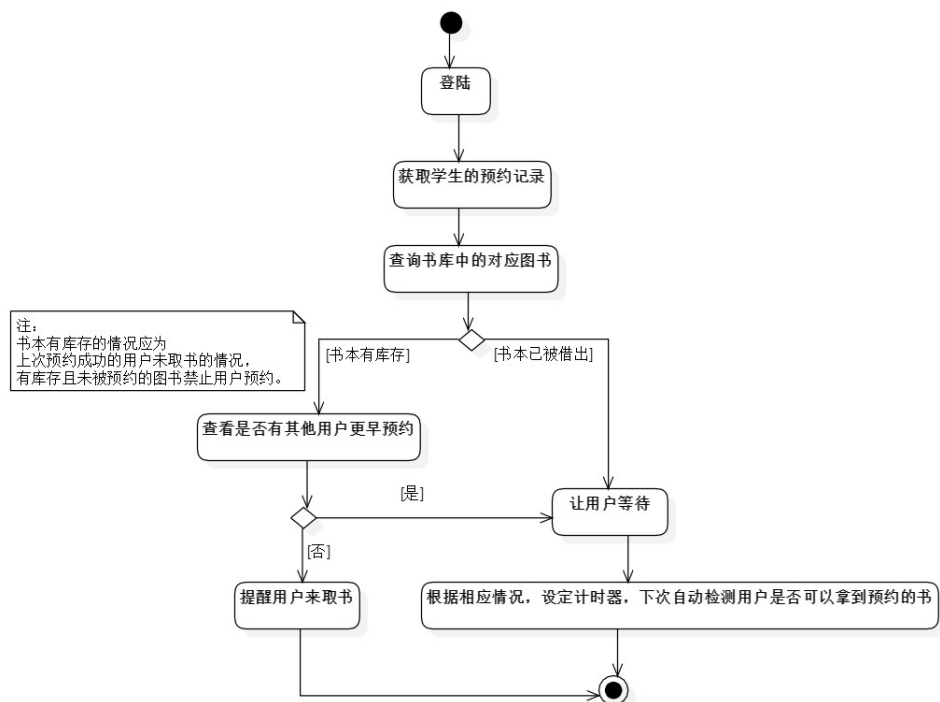 登陆
获取学生的预约记录
查询书库中的对应图书
注：
书本有库存的情况应为
上次预约成功的用户未取书的情况，
有库存且未被预约的图书禁止用户预约。
[书本有库存]
[书本已被借出]
查看是否有其他用户更早预约
[是]
让用户等待
[否]
提醒用户来取书
根据相应情况，设定计时器，下次自动检测用户是否可以拿到预约的书